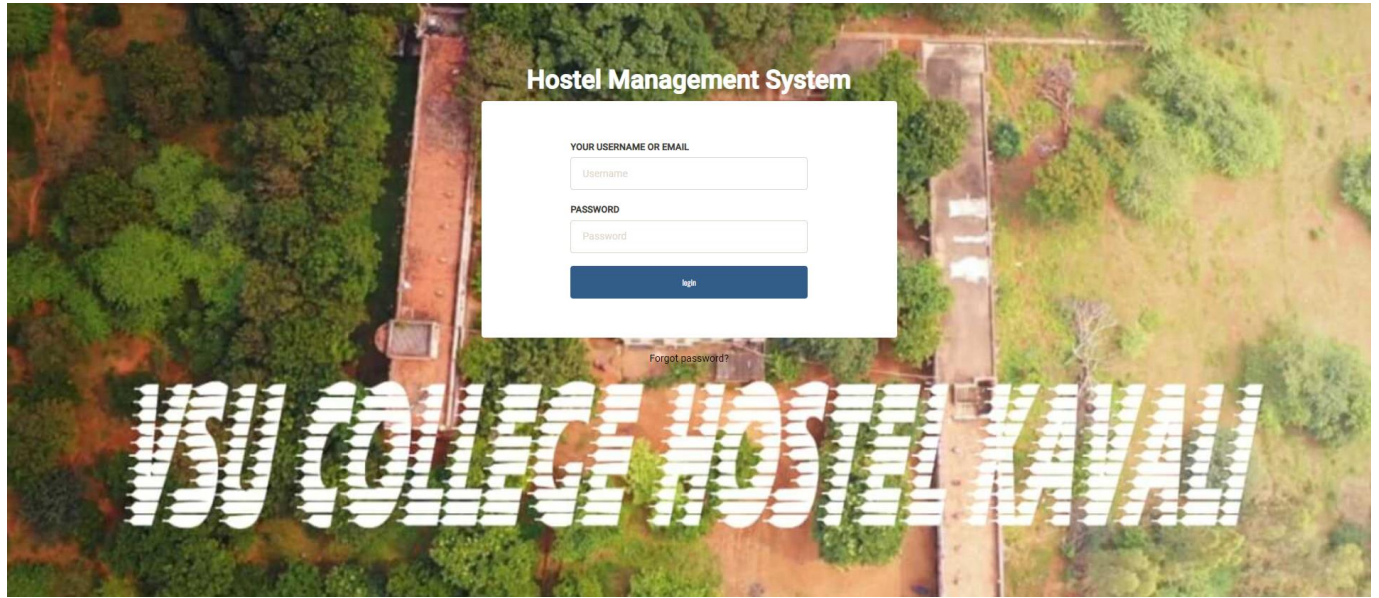 Hostel Management System
YOUR USERNAME OR EMAIL
Username
PASSWORD
Password
login
Forgot password?
VSU COLLEGE HOSTEL KAVALI